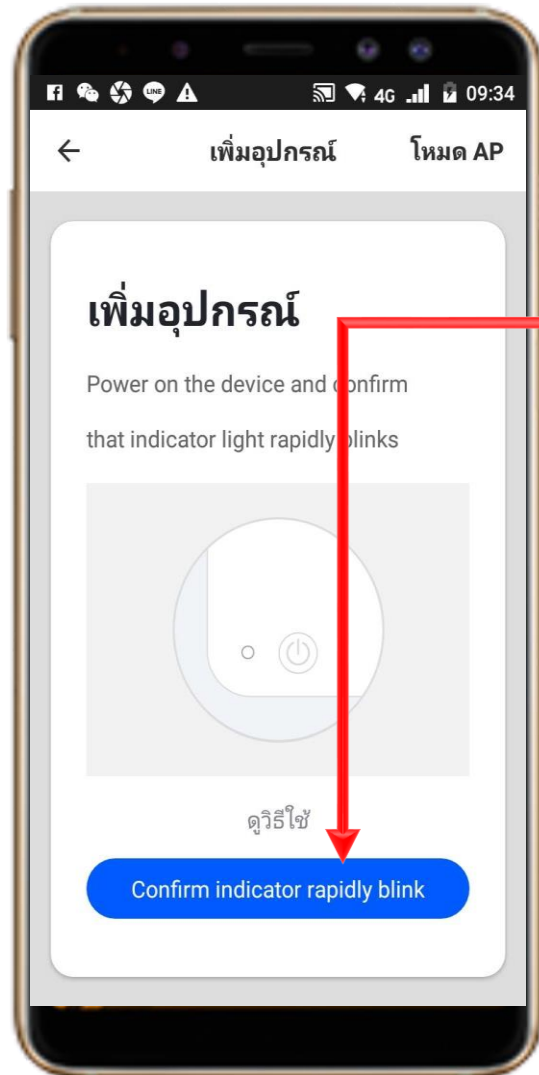 LINE 4G 09:34
เพิ่มอุปกรณ์ โหมด AP
เพิ่มอุปกรณ์
Power on the device and confirm
that indicator light rapidly blinks
ดูวิธีใช้
Confirm indicator rapidly blink